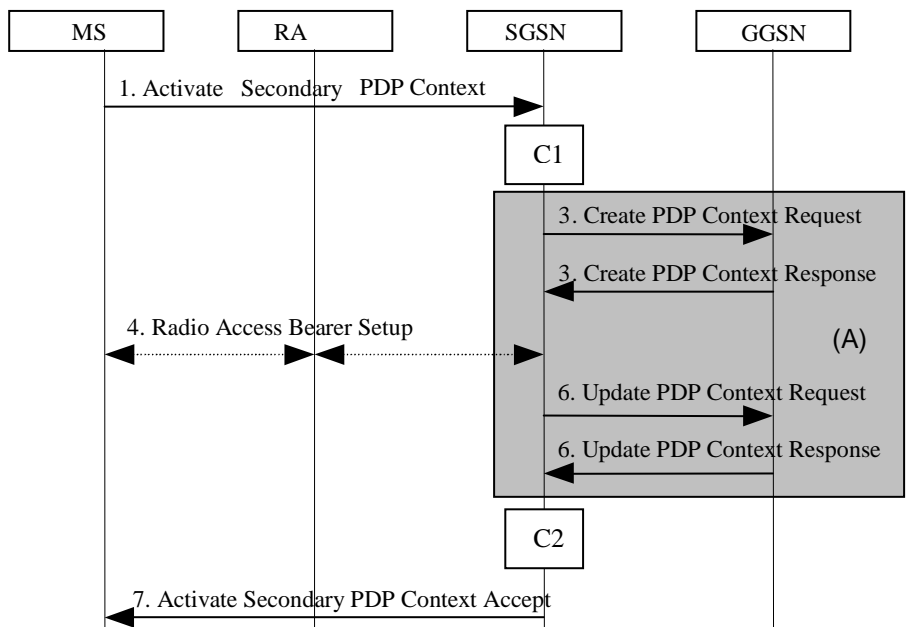 MS RA SGSN GGSN
1. Activate Secondary PDP Context
C1
3. Create PDP Context Request
3. Create PDP Context Response
4. Radio Access Bearer Setup
(A)
6. Update PDP Context Request
6. Update PDP Context Response
C2
7. Activate Secondary PDP Context Accept